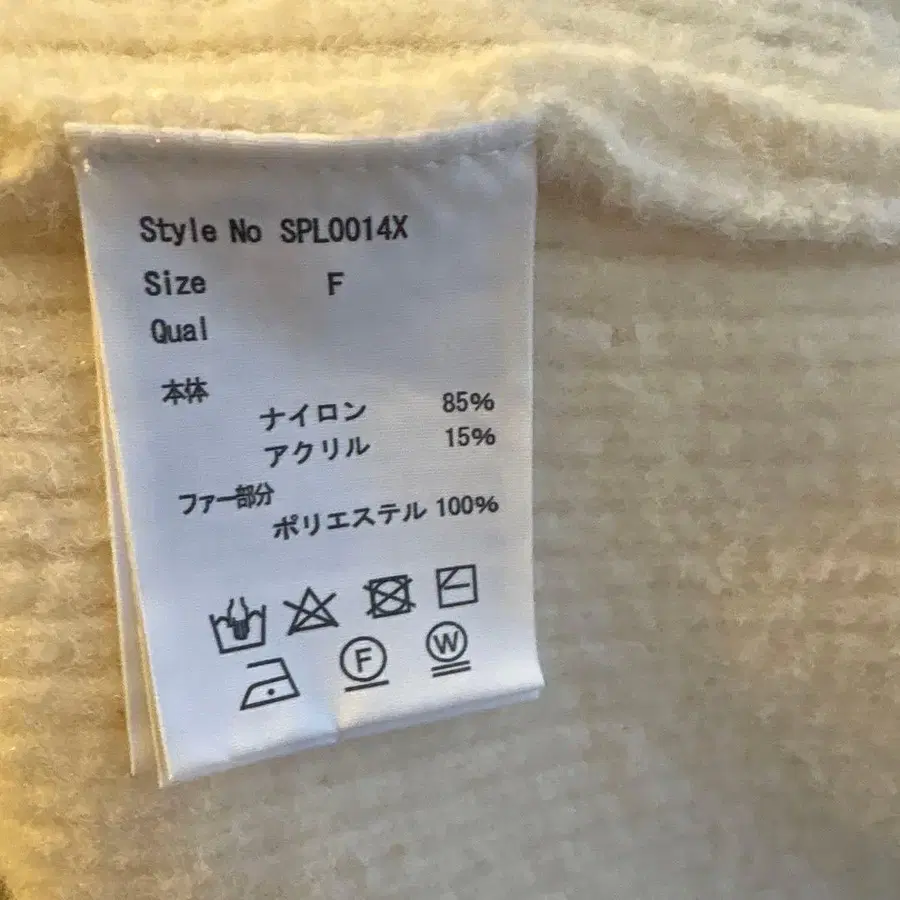 Style No SPL0014X
Size F
Qual
本体
ナイロン 85%
アクリル 15%
ファー部分
ポリエステル 100%
F W